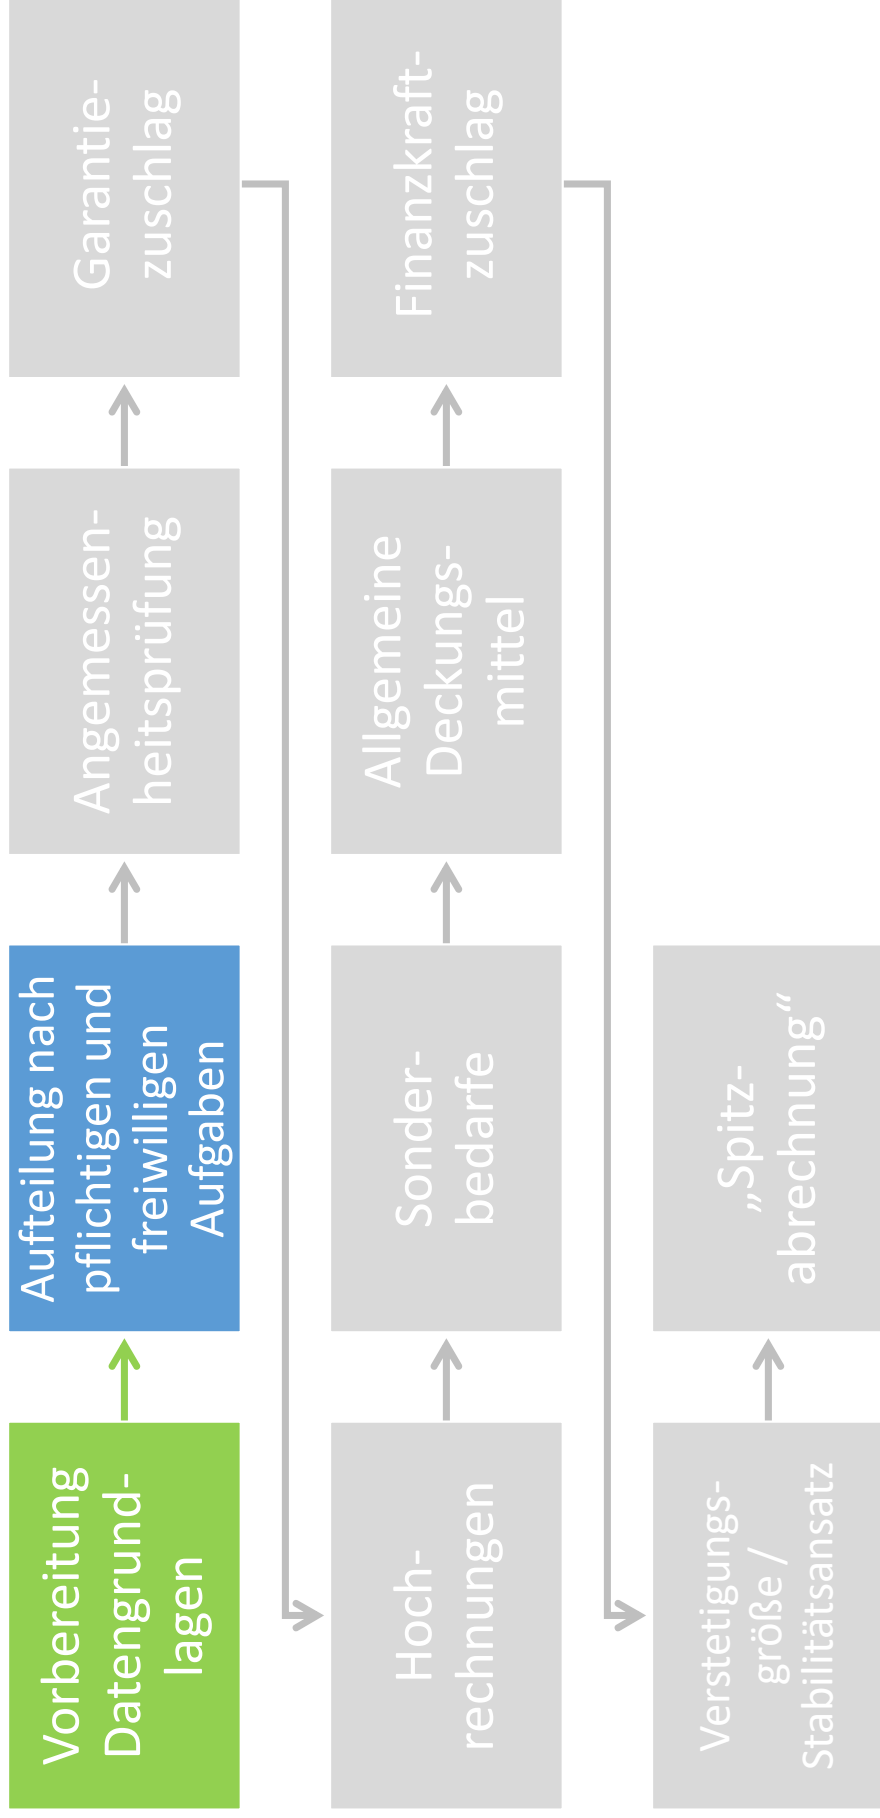 Vorbereitung
Datengrund-
lagen
Aufteilung nach
pflichtigen und
freiwilligen
Aufgaben
Angemessen-
heitsprüfung
Garantie-
zuschlag
Hoch-
rechnungen
Sonder-
bedarfe
Allgemeine
Deckungs-
mittel
Finanzkraft-
zuschlag
Verstetigungs-
größe /
Stabilitätsansatz
„Spitz-
abrechnung“